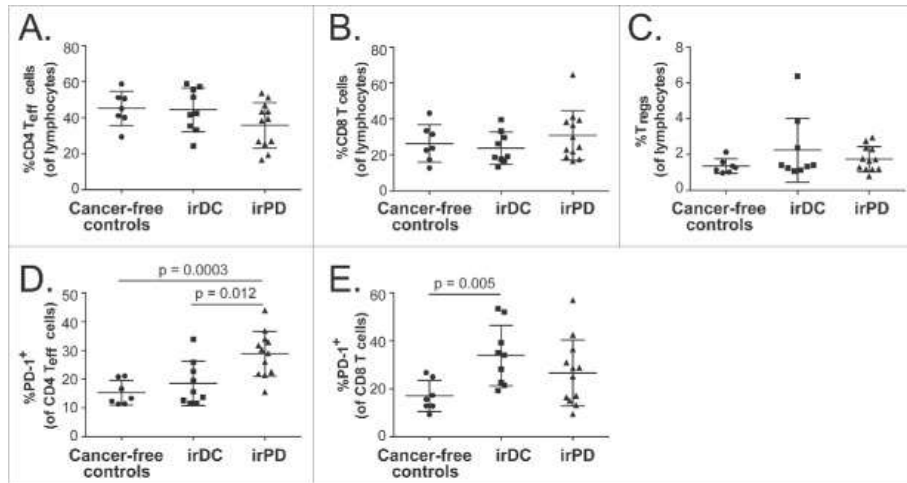 A.
%CD4 Teff cells
(of lymphocytes)
80
60
40
20
0
Cancer-free
controls
irDC
irPD
B.
%CD8 T cells
(of lymphocytes)
80
60
40
20
0
Cancer-free
controls
irDC
irPD
C.
%Tregs
(of lymphocytes)
8
6
4
2
0
Cancer-free
controls
irDC
irPD
D.
p = 0.0003
p = 0.012
%PD-1+
(of CD4 Teff cells)
50
40
30
20
10
0
Cancer-free
controls
irDC
irPD
E.
p = 0.005
%PD-1+
(of CD8 T cells)
60
40
20
0
Cancer-free
controls
irDC
irPD